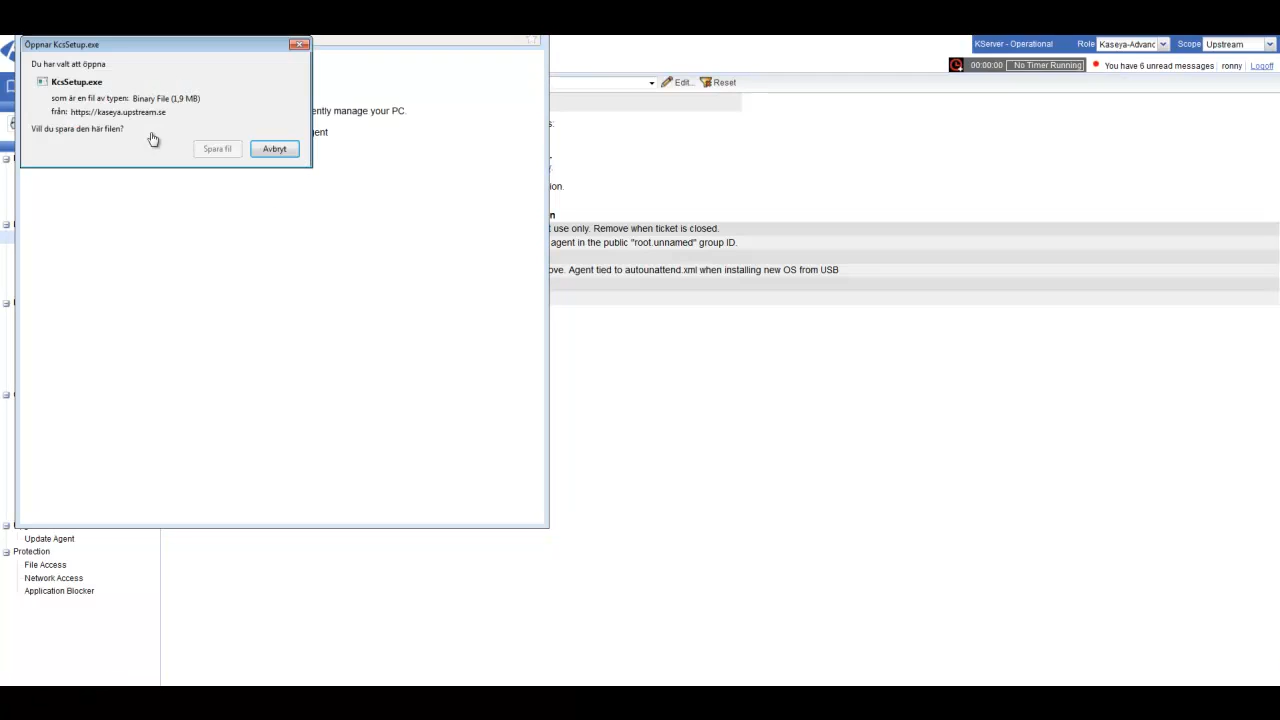 Öppnar KcsSetup.exe
Du har valt att öppna
KcsSetup.exe
som är en fil av typen: Binary File (1,9 MB)
från: https://kaseya.upstream.se
Vill du spara den här filen?
Spara fil
Avbryt
KServer - Operational
Role Kaseya-Advanc
Scope Upstream
00:00:00 No Timer Running
You have 6 unread messages
ronny
Logoff
Edit...
Reset
ently manage your PC.
ent
s:
ion.
n
t use only. Remove when ticket is closed.
agent in the public "root.unnamed" group ID.
ove. Agent tied to autounattend.xml when installing new OS from USB
Update Agent
Protection
File Access
Network Access
Application Blocker